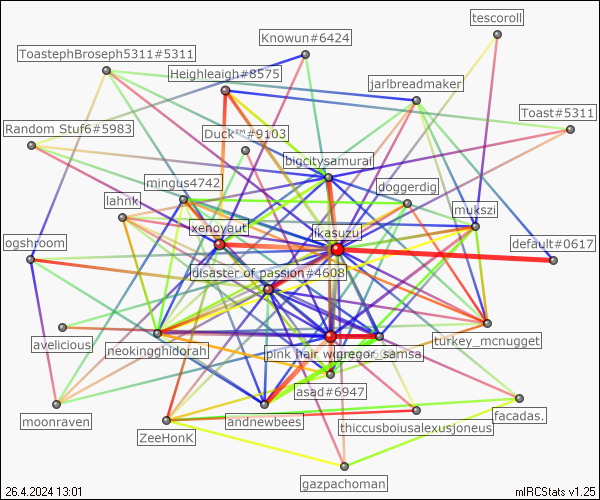 tescoroll
Knowun#6424
ToastephBroseph5311#5311
Heighleaigh#8575
jarlbreadmaker
Toast#5311
Random Stuf6#5983
Duck™#9103
bigcitysamurai
mingus4742
doggerdig
lahnk
mukszi
xenoyaut
ikasuzu
ogshroom
default#0617
disaster of passion#4608
avelicious
turkey_mcnugget
neokingghidorah
pink hair
gregor_samsa
asad#6947
moonraven
andnewbees
facadas.
ZeeHonK
thiccusboiusalexusjoneus
gazpachoman
26.4.2024 13:01
mIRCStats v1.25